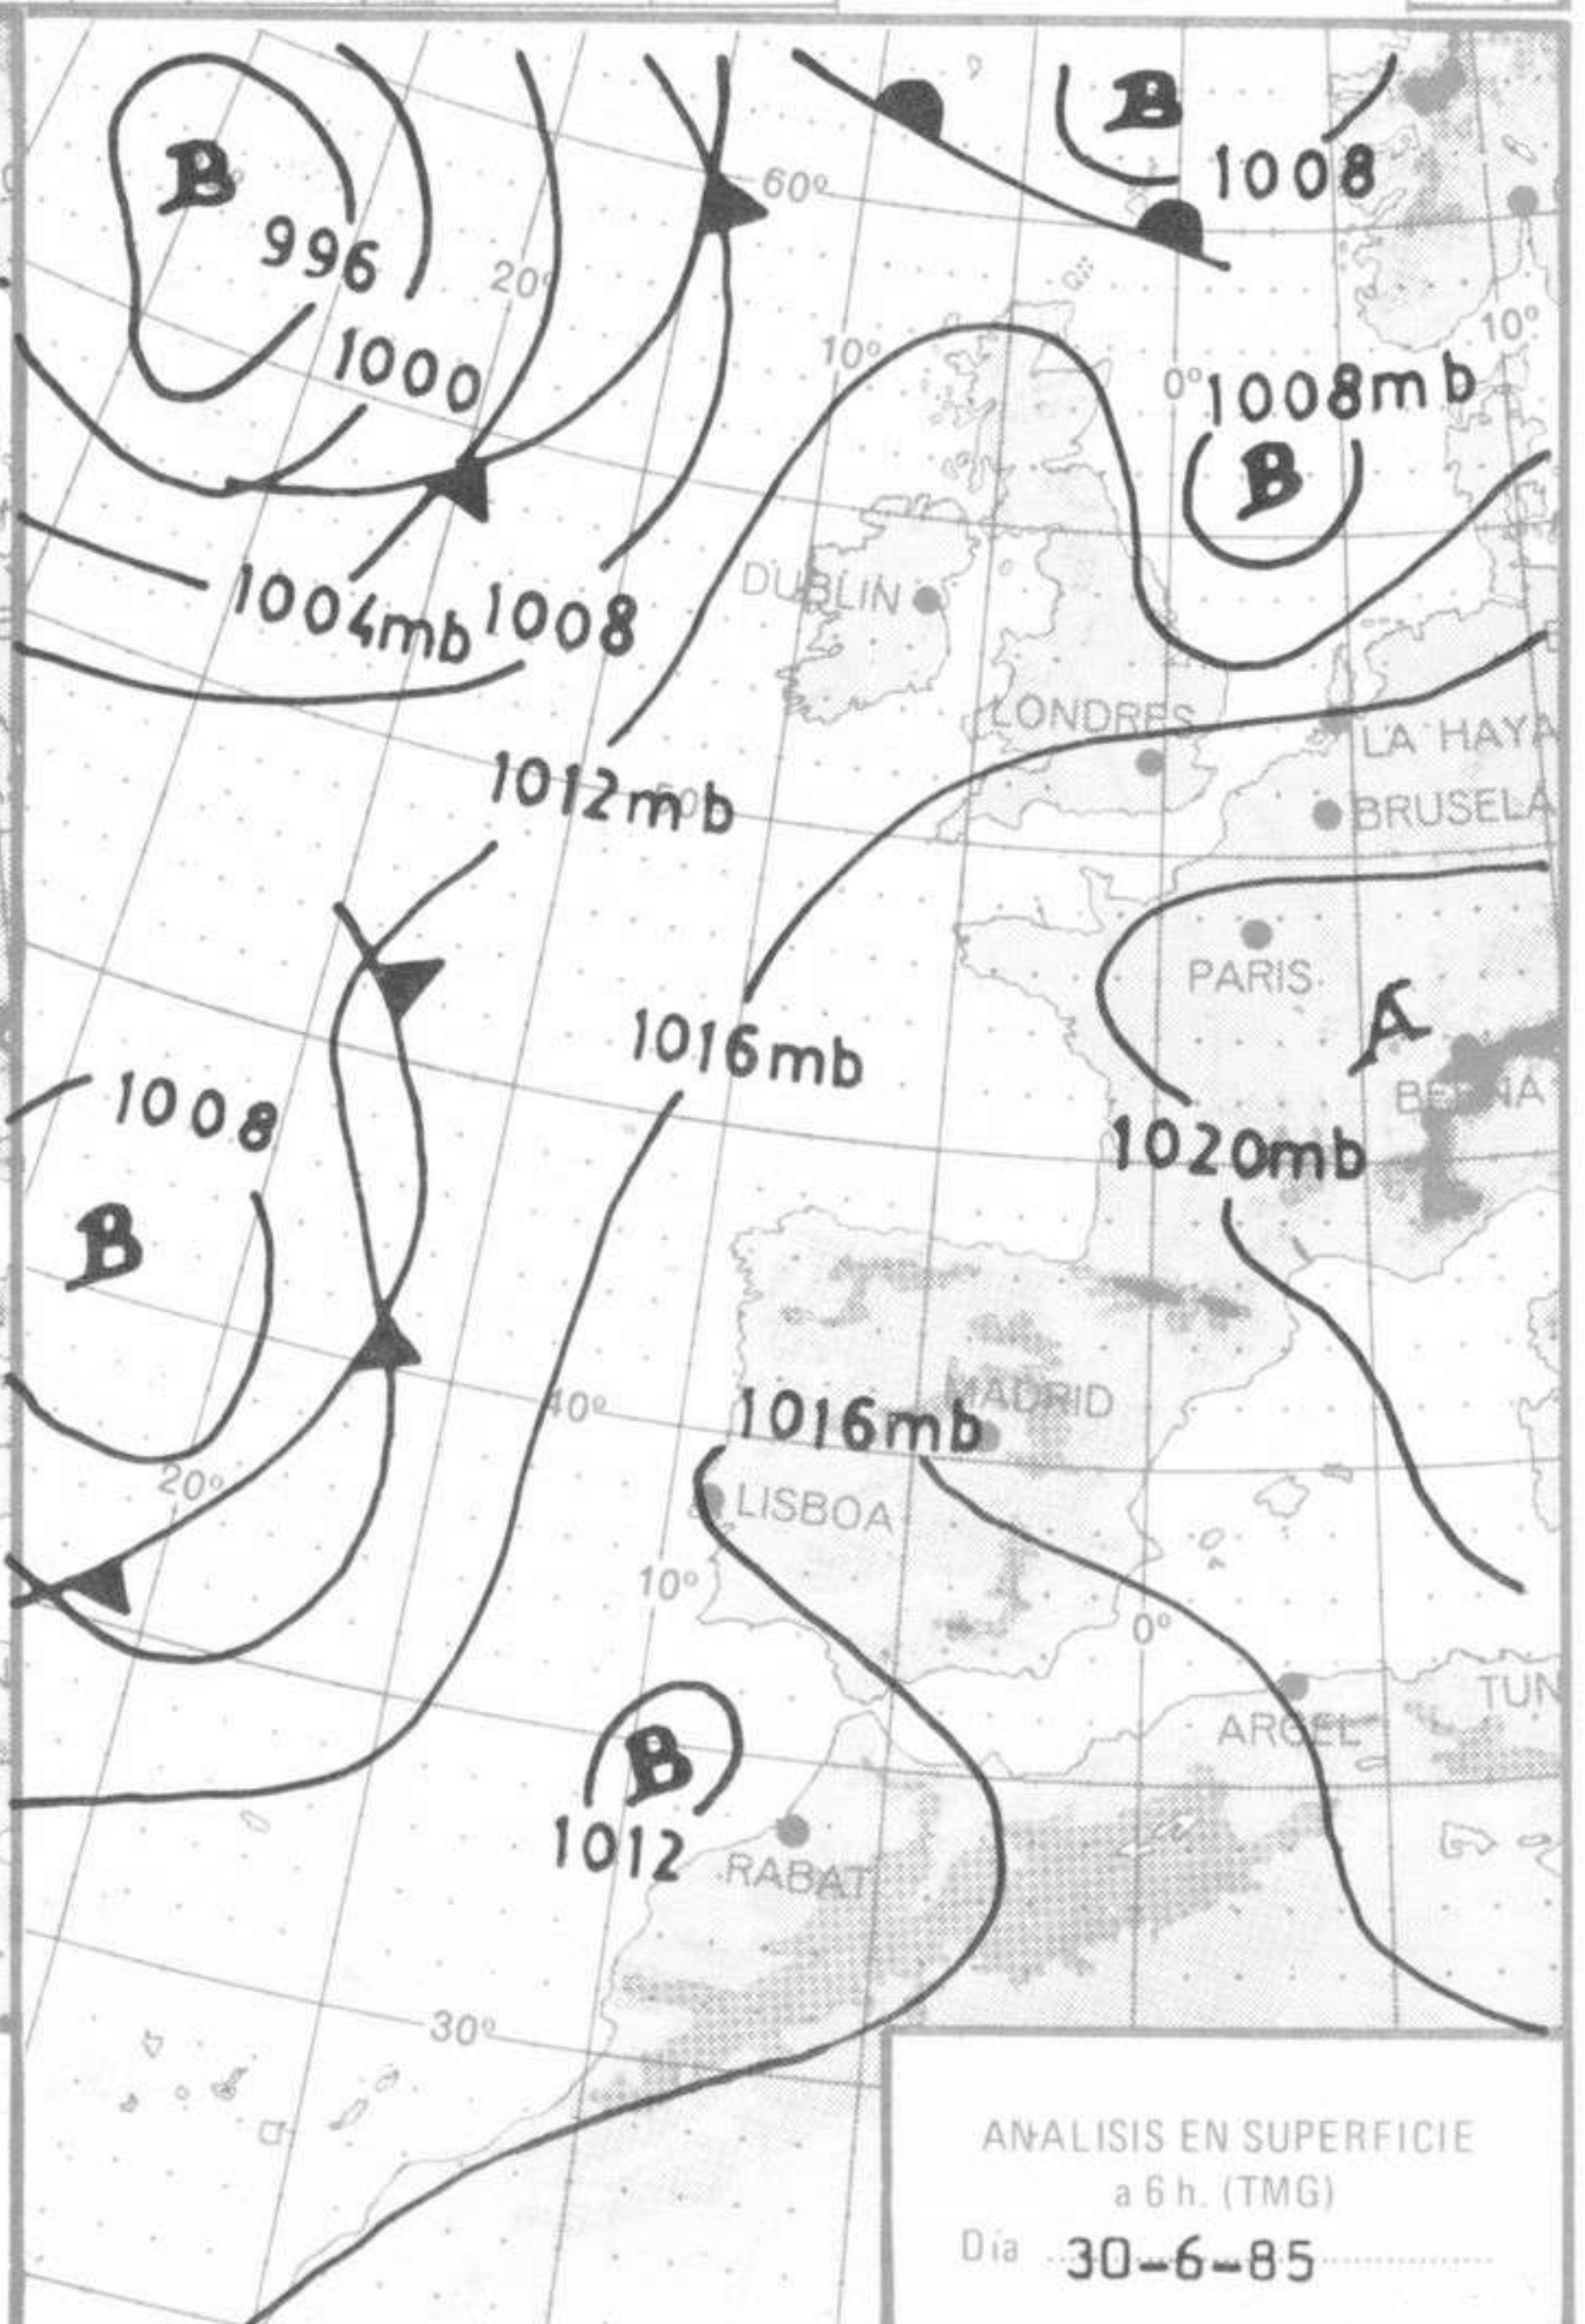 B
B
60º
1008
996
20º
1000
10º
10º
0º
1008mb
B
DUBLIN
1004mb
1008
LONDRES
LA HAYA
1012mb
BRUSELA
PARIS
A
1016mb
1008
BERNA
1020mb
B
MADRID
40º
1016mb
20º
LISBOA
10º
0º
TUN
ARGEL
B
1012
RABAT
30º
ANALISIS EN SUPERFICIE
a 6 h. (TMG)
Dia 30-6-85